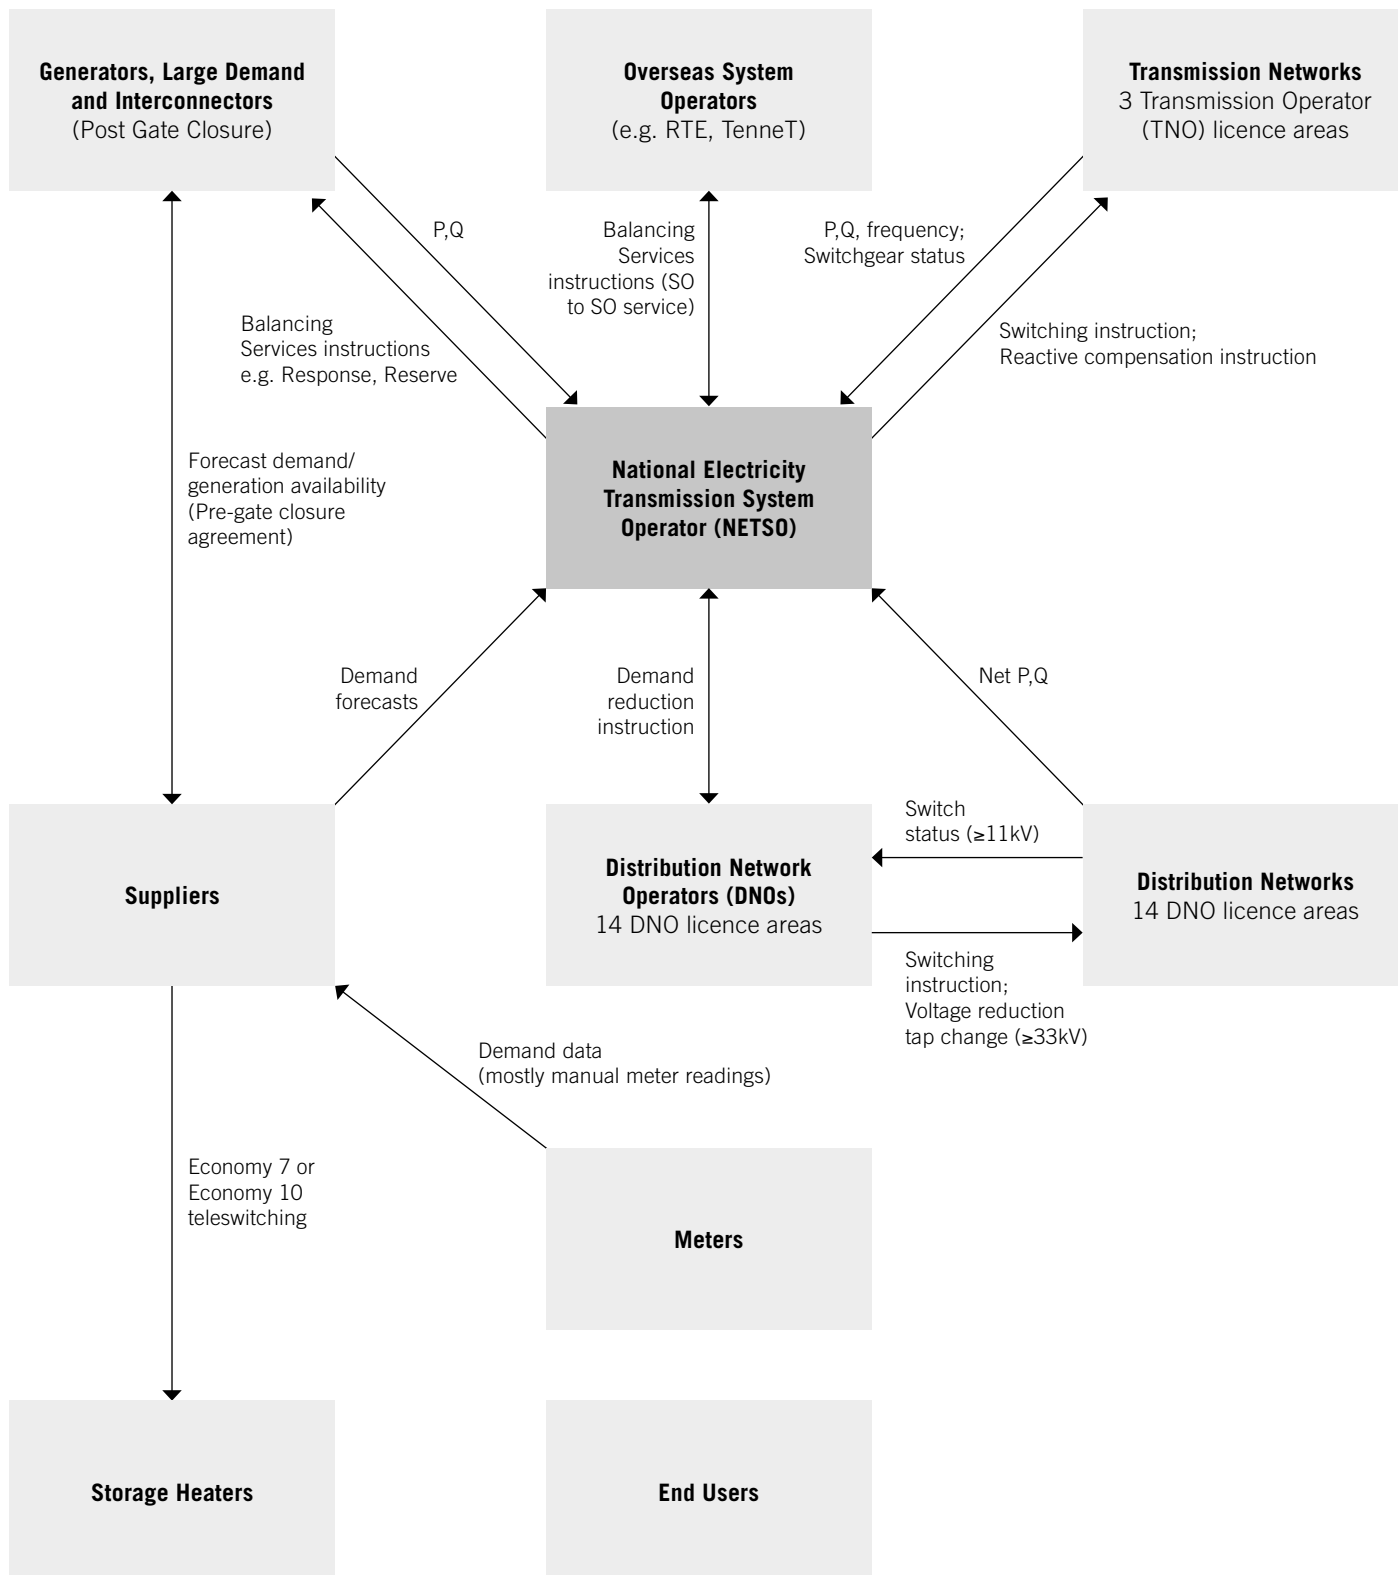 Generators, Large Demand
and Interconnectors
(Post Gate Closure)
Overseas System
Operators
(e.g. RTE, TenneT)
Transmission Networks
3 Transmission Operator
(TNO) licence areas
P,Q
Balancing
Services
instructions (SO
to SO service)
P,Q, frequency;
Switchgear status
Balancing
Services instructions
e.g. Response, Reserve
Switching instruction;
Reactive compensation instruction
Forecast demand/
generation availability
(Pre-gate closure
agreement)
National Electricity
Transmission System
Operator (NETSO)
Demand
forecasts
Demand
reduction
instruction
Net P,Q
Suppliers
Distribution Network
Operators (DNOs)
14 DNO licence areas
Switch
status (≥11kV)
Distribution Networks
14 DNO licence areas
Switching
instruction;
Voltage reduction
tap change (≥33kV)
Demand data
(mostly manual meter readings)
Economy 7 or
Economy 10
teleswitching
Meters
Storage Heaters
End Users